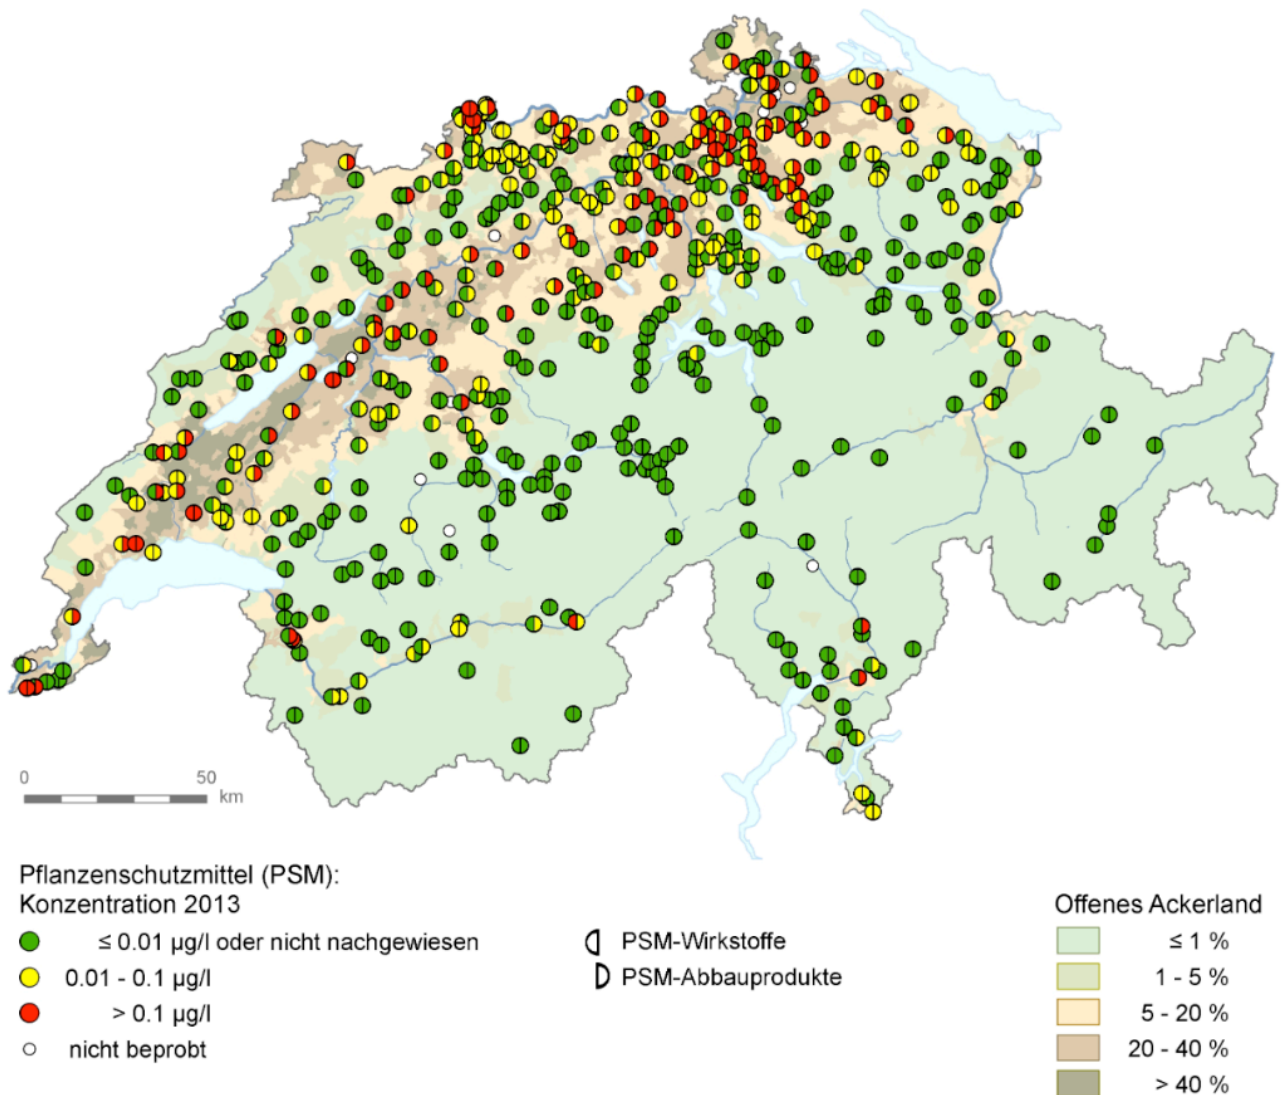 0 50
km
Pflanzenschutzmittel (PSM):
Konzentration 2013
≤ 0.01 µg/l oder nicht nachgewiesen
0.01 - 0.1 µg/l
> 0.1 µg/l
nicht beprobt
PSM-Wirkstoffe
PSM-Abbauprodukte
Offenes Ackerland
≤ 1 %
1 - 5 %
5 - 20 %
20 - 40 %
> 40 %